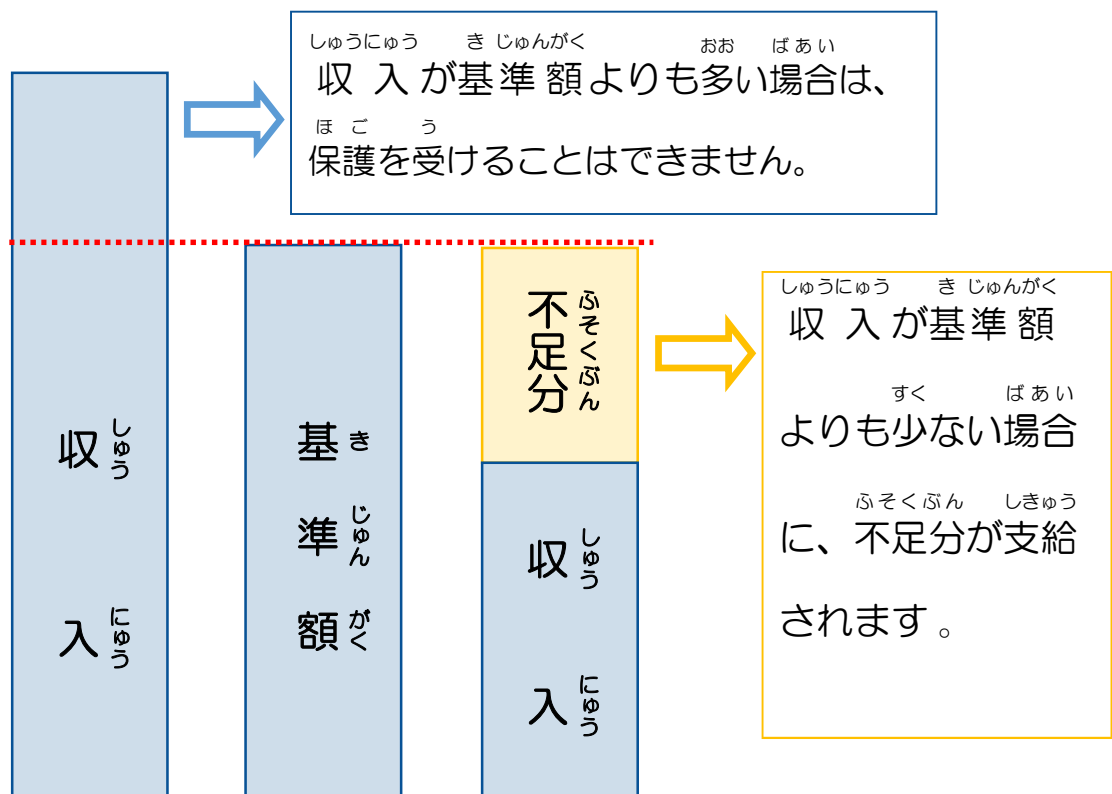 しゅうにゅう き じゅんがく おお ばあい
収入が基準額よりも多い場合は、
ほご う
保護を受けることはできません。
収入
しゅうにゅう
基準額
きじゅんがく
不足分
ふそくぶん
収入
しゅうにゅう
しゅうにゅう き じゅんがく
収入が基準額
すく ばあい
よりも少ない場合
ふそくぶん しきゅう
に、不足分が支給
されます。